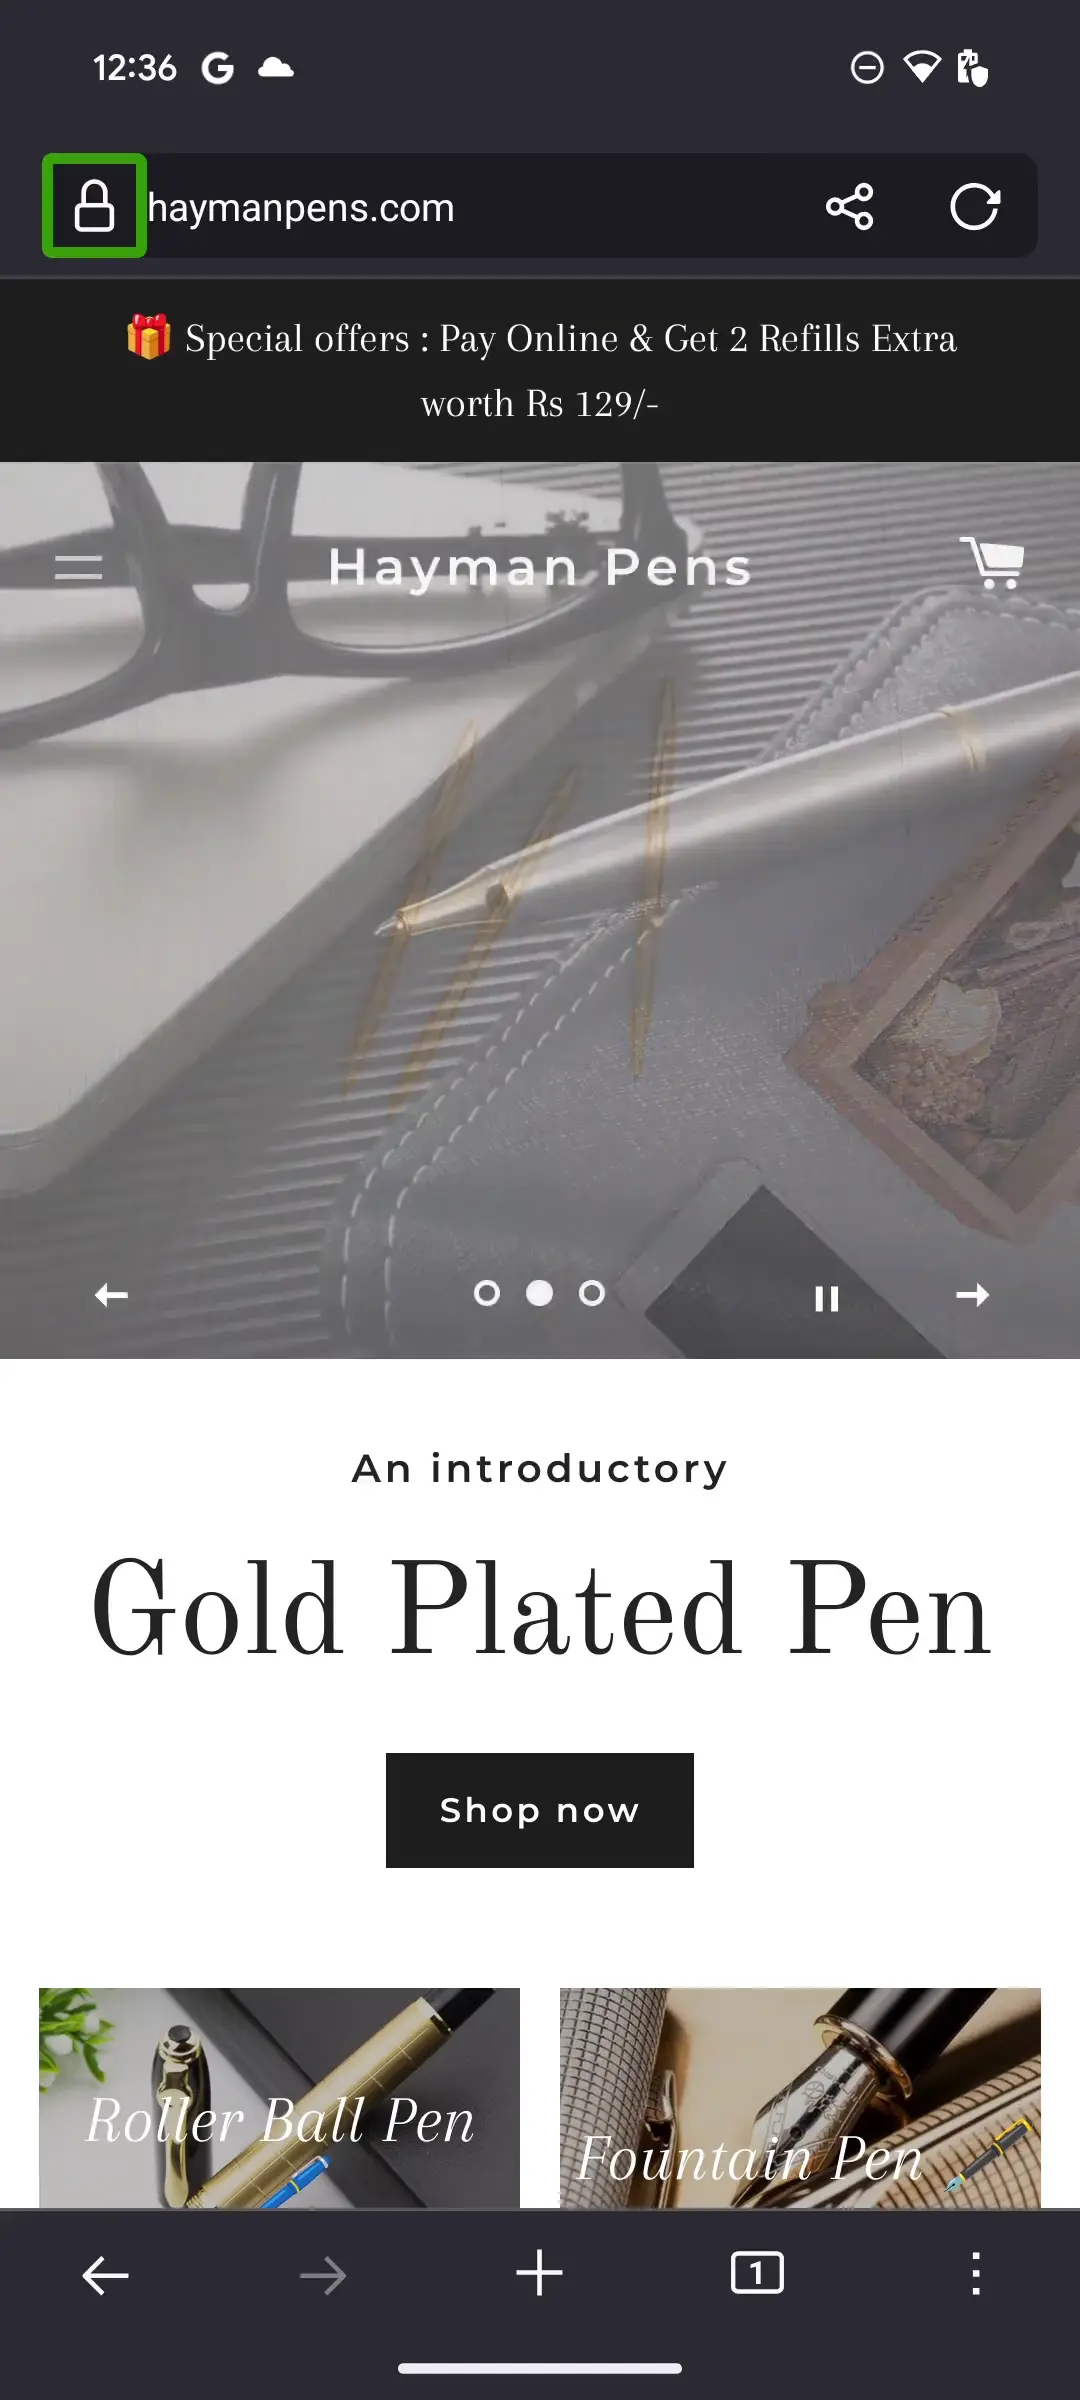 12:36
haymanpens.com
🎁 Special offers : Pay Online & Get 2 Refills Extra
worth Rs 129/-
Hayman Pens
An introductory
Gold Plated Pen
Shop now
Roller Ball Pen
Fountain Pen
1